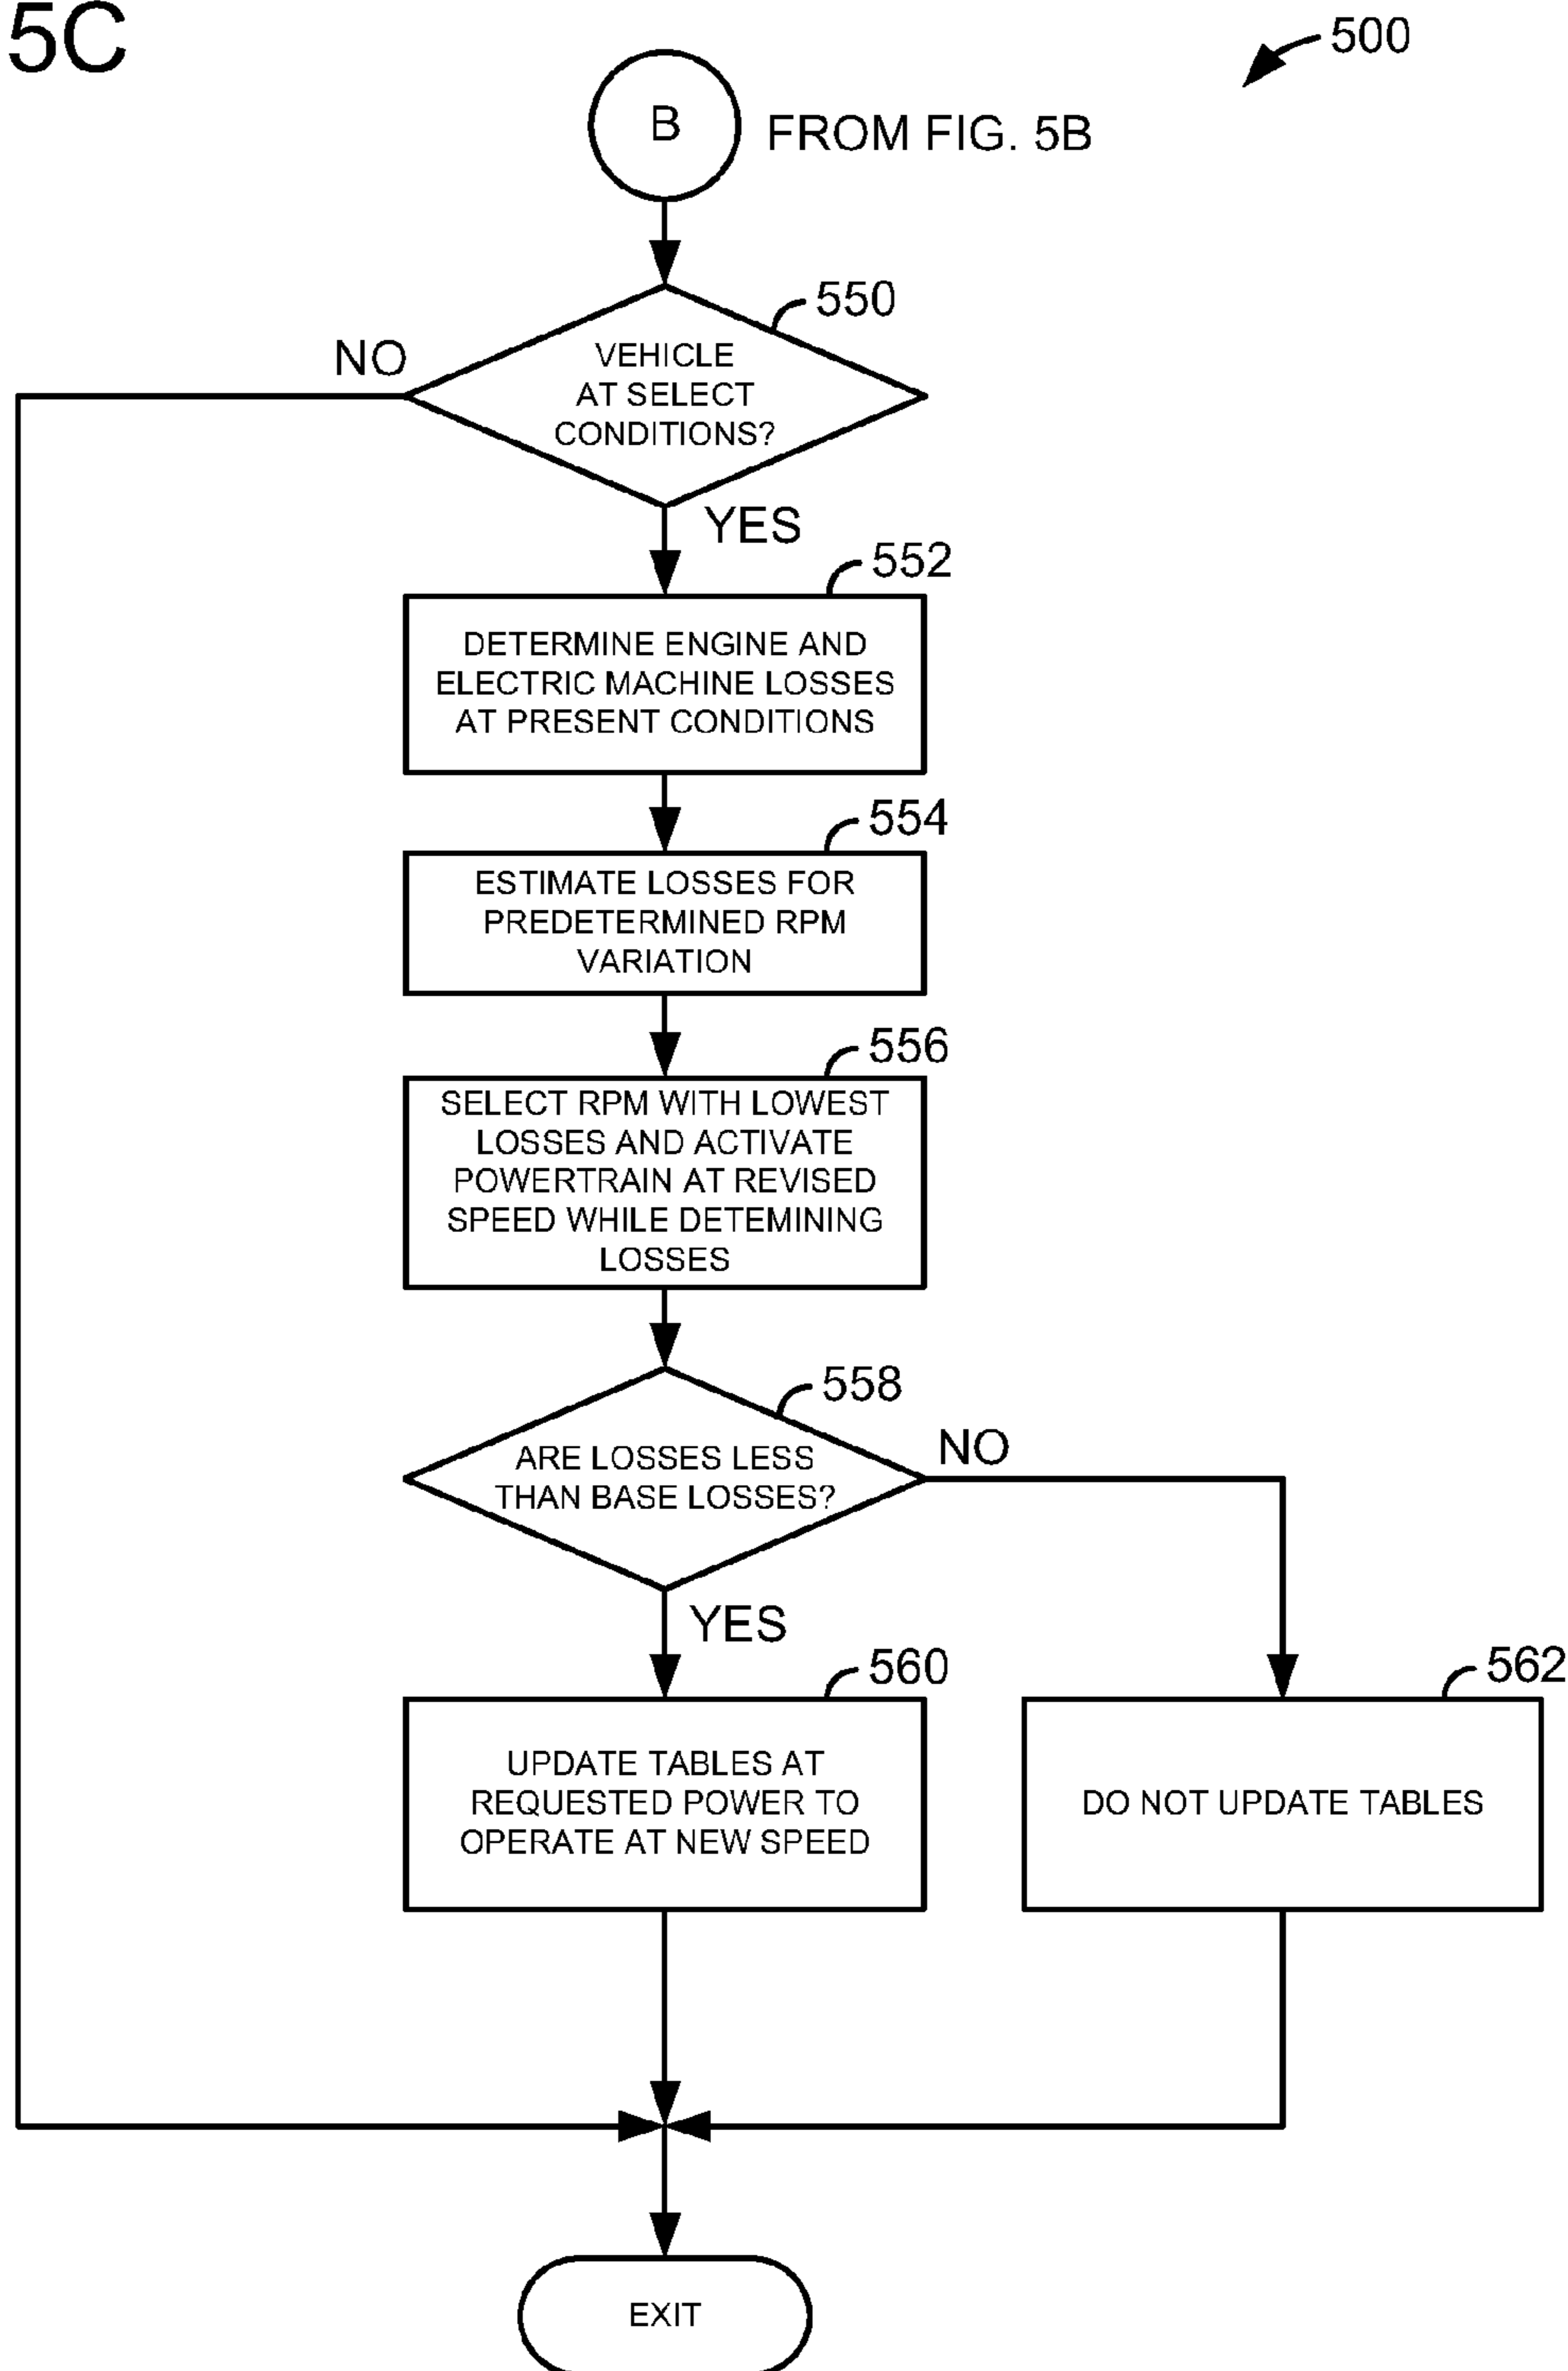 5C
500
B
FROM FIG. 5B
550
NO
VEHICLE
AT SELECT
CONDITIONS?
YES
552
DETERMINE ENGINE AND
ELECTRIC MACHINE LOSSES
AT PRESENT CONDITIONS
554
ESTIMATE LOSSES FOR
PREDETERMINED RPM
VARIATION
556
SELECT RPM WITH LOWEST
LOSSES AND ACTIVATE
POWERTRAIN AT REVISED
SPEED WHILE DETEMINING
LOSSES
558
ARE LOSSES LESS
THAN BASE LOSSES?
NO
YES
560
UPDATE TABLES AT
REQUESTED POWER TO
OPERATE AT NEW SPEED
562
DO NOT UPDATE TABLES
EXIT